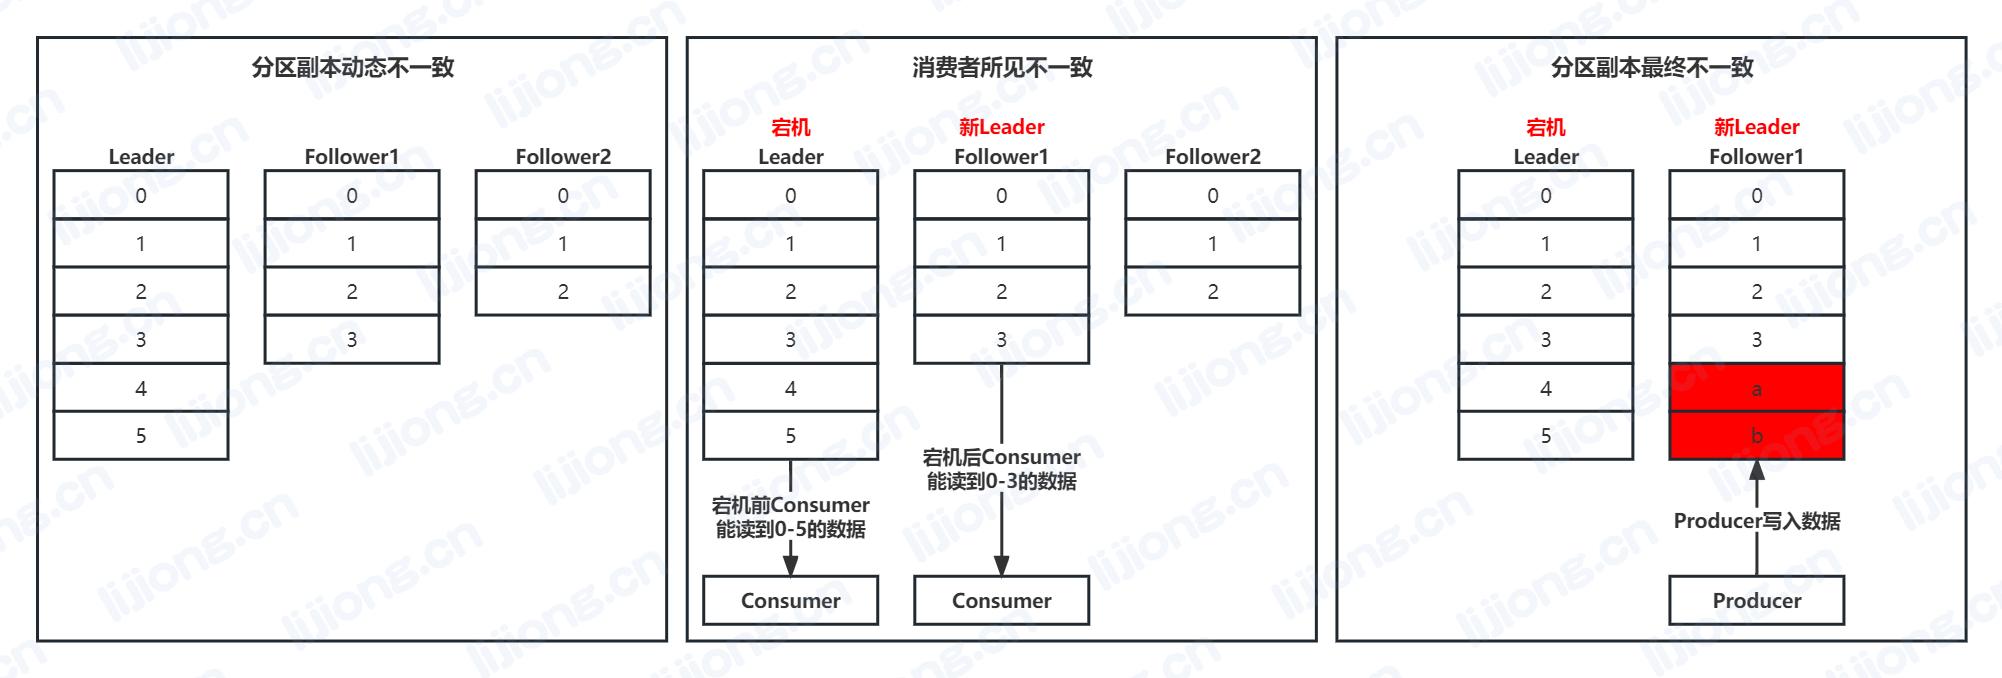 分区副本动态不一致
Leader
0
1
2
3
4
5
Follower1
0
1
2
3
Follower2
0
1
2
消费者所见不一致
宕机
Leader
0
1
2
3
4
5
宕机前Consumer
能读到0-5的数据
Consumer
新Leader
Follower1
0
1
2
3
宕机后Consumer
能读到0-3的数据
Consumer
Follower2
0
1
2
分区副本最终不一致
宕机
Leader
0
1
2
3
4
5
新Leader
Follower1
0
1
2
3
a
b
Producer写入数据
Producer
lijiong.cn